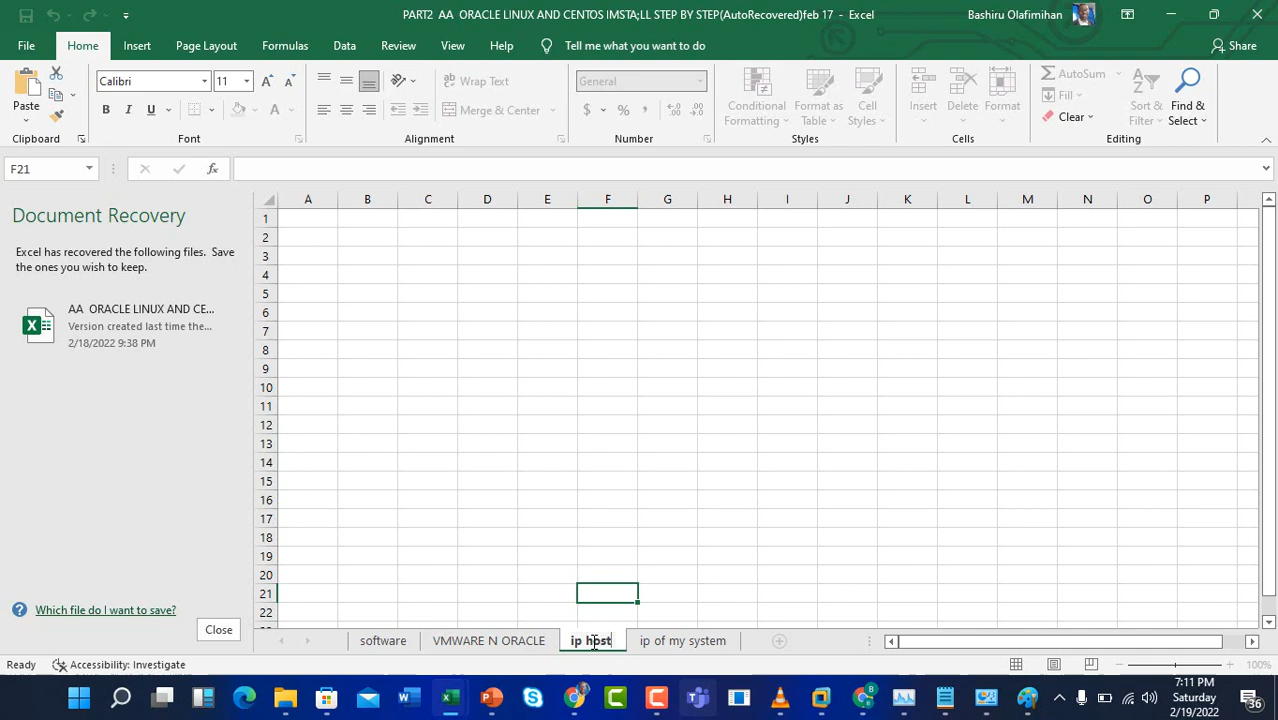 PART2 AA ORACLE LINUX AND CENTOS IMSTA;LL STEP BY STEP(AutoRecovered)feb 17 - Excel
Bashiru Olafimihan
File
Home
Insert
Page Layout
Formulas
Data
Review
View
Help
Tell me what you want to do
Share
Paste
Calibri
11
B I U
Wrap Text
Merge & Center
General
$ % ,
Conditional
Formatting
Format as
Table
Cell
Styles
Insert
Delete
Format
AutoSum
Fill
Clear
Sort &
Filter
Find &
Select
Clipboard
Font
Alignment
Number
Styles
Cells
Editing
F21
fx
Document Recovery
Excel has recovered the following files. Save
the ones you wish to keep.
AA ORACLE LINUX AND CE...
Version created last time the...
2/18/2022 9:38 PM
Which file do I want to save?
Close
A B C D E F G H I J K L M N O P
1
2
3
4
5
6
7
8
9
10
11
12
13
14
15
16
17
18
19
20
21
22
software
VMWARE N ORACLE
ip host
ip of my system
Ready
Accessibility: Investigate
100%
7:11 PM
Saturday
2/19/2022
36